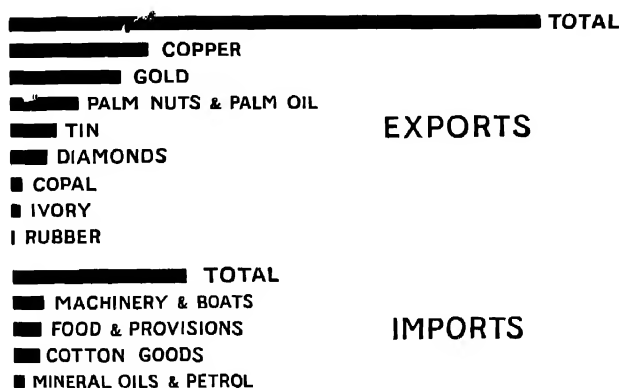 TOTAL
COPPER
GOLD
PALM NUTS & PALM OIL
TIN
EXPORTS
DIAMONDS
COPAL
IVORY
RUBBER
TOTAL
MACHINERY & BOATS
FOOD & PROVISIONS
IMPORTS
COTTON GOODS
MINERAL OILS & PETROL